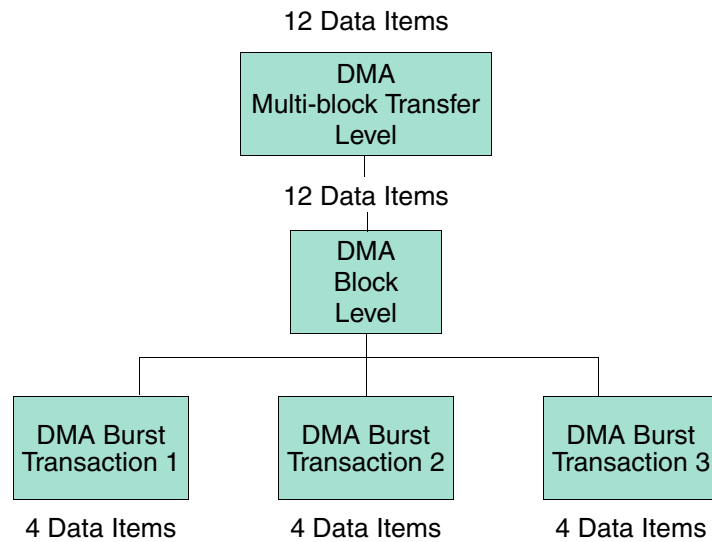 12 Data Items
DMA
Multi-block Transfer
Level
12 Data Items
DMA
Block
Level
DMA Burst
Transaction 1
DMA Burst
Transaction 2
DMA Burst
Transaction 3
4 Data Items
4 Data Items
4 Data Items